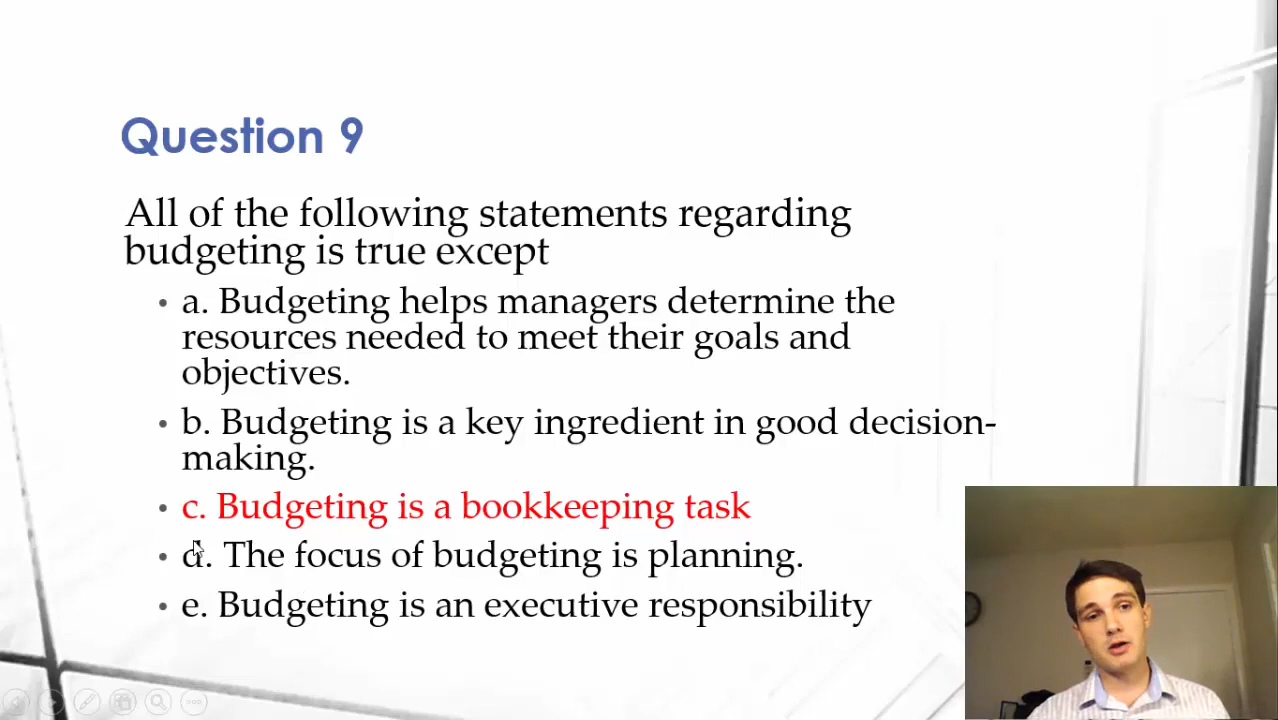 Question 9
All of the following statements regarding
budgeting is true except
• a. Budgeting helps managers determine the
resources needed to meet their goals and
objectives.
• b. Budgeting is a key ingredient in good decision-
making.
• c. Budgeting is a bookkeeping task
• d. The focus of budgeting is planning.
• e. Budgeting is an executive responsibility